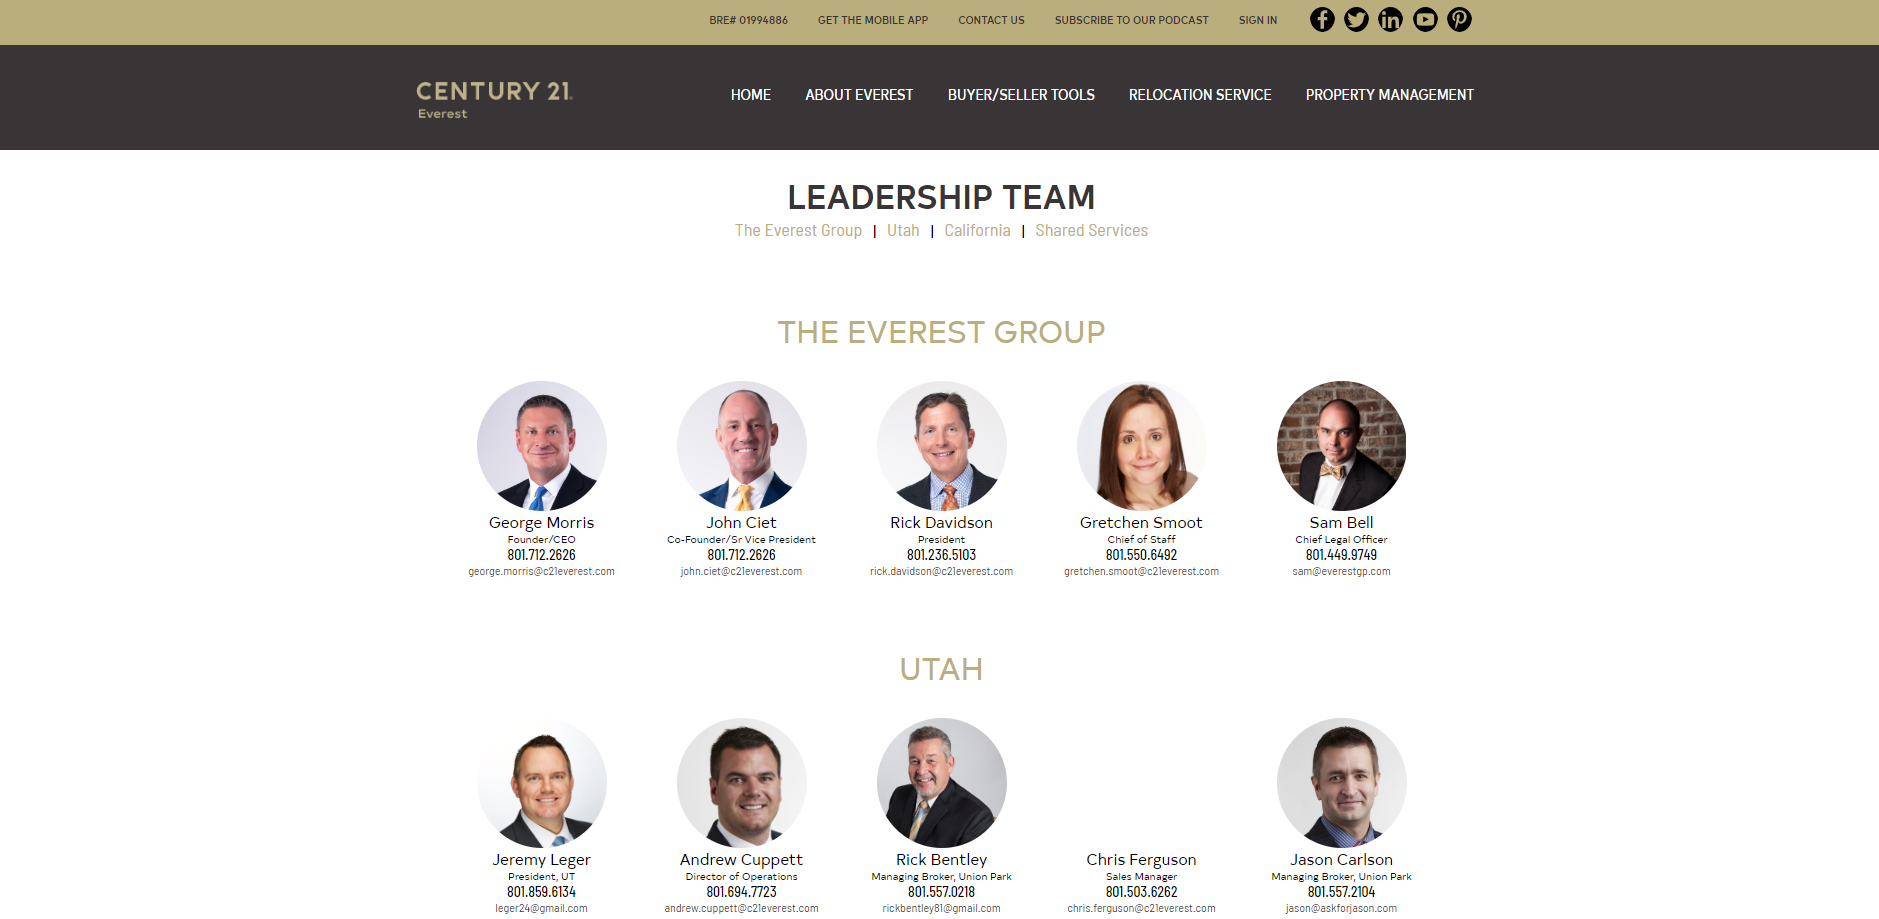 BRE# 01994886 GET THE MOBILE APP CONTACT US SUBSCRIBE TO OUR PODCAST SIGN IN
CENTURY 21.
Everest
HOME ABOUT EVEREST BUYER/SELLER TOOLS RELOCATION SERVICE PROPERTY MANAGEMENT
LEADERSHIP TEAM
The Everest Group | Utah | California | Shared Services
THE EVEREST GROUP
George Morris John Ciet Rick Davidson Gretchen Smoot Sam Bell
Founder/CEO Co-Founder/Sr Vice President President Chief of Staff Chief Legal Officer
801.712.2626 801.712.2626 801.236.5103 801.550.6492 801.449.9749
george.morris@c21everest.com john.ciet@c21everest.com rick.davidson@c21everest.com gretchen.smoot@c21everest.com sam@everestgp.com
UTAH
Jeremy Leger Andrew Cuppett Rick Bentley Chris Ferguson Jason Carlson
President, UT Director of Operations Managing Broker, Union Park Sales Manager Managing Broker, Union Park
801.859.6134 801.694.7723 801.557.0218 801.503.6262 801.557.2104
leger24@gmail.com andrew.cuppett@c21everest.com rickbentley81@gmail.com chris.ferguson@c21everest.com jason@askforjason.com